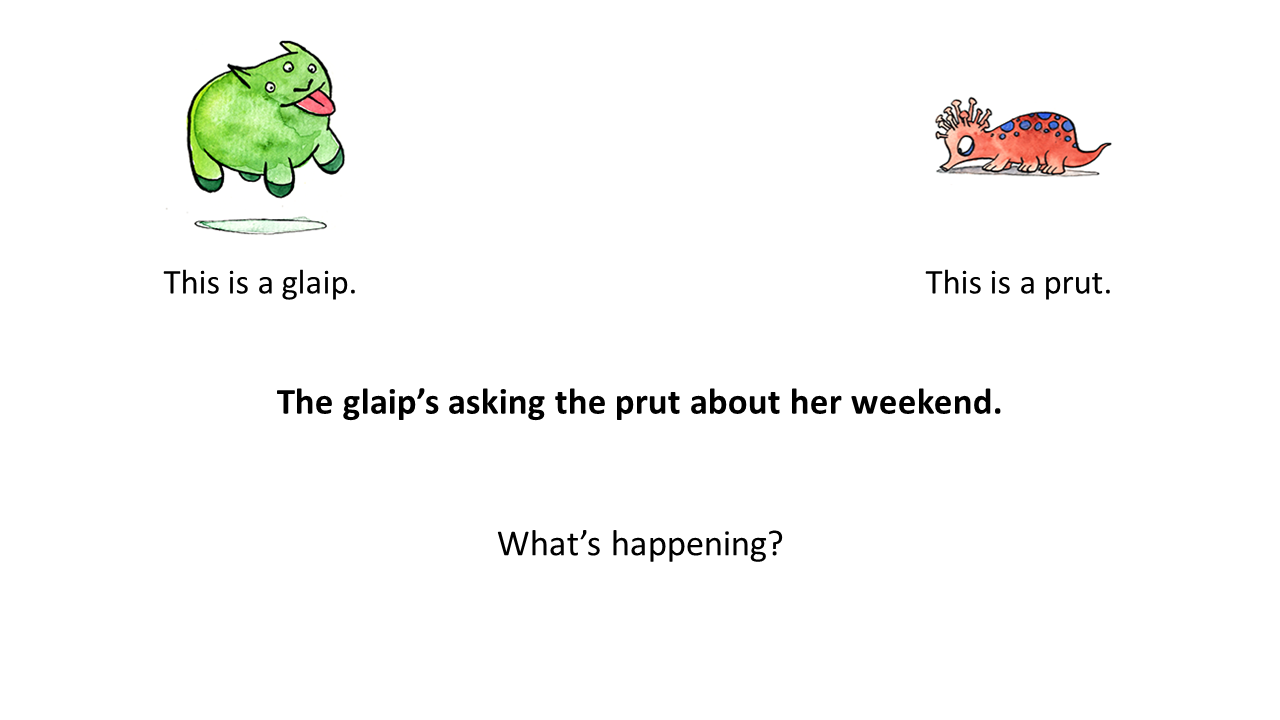 This is a glaip.
This is a prut.
The glaip’s asking the prut about her weekend.
What’s happening?